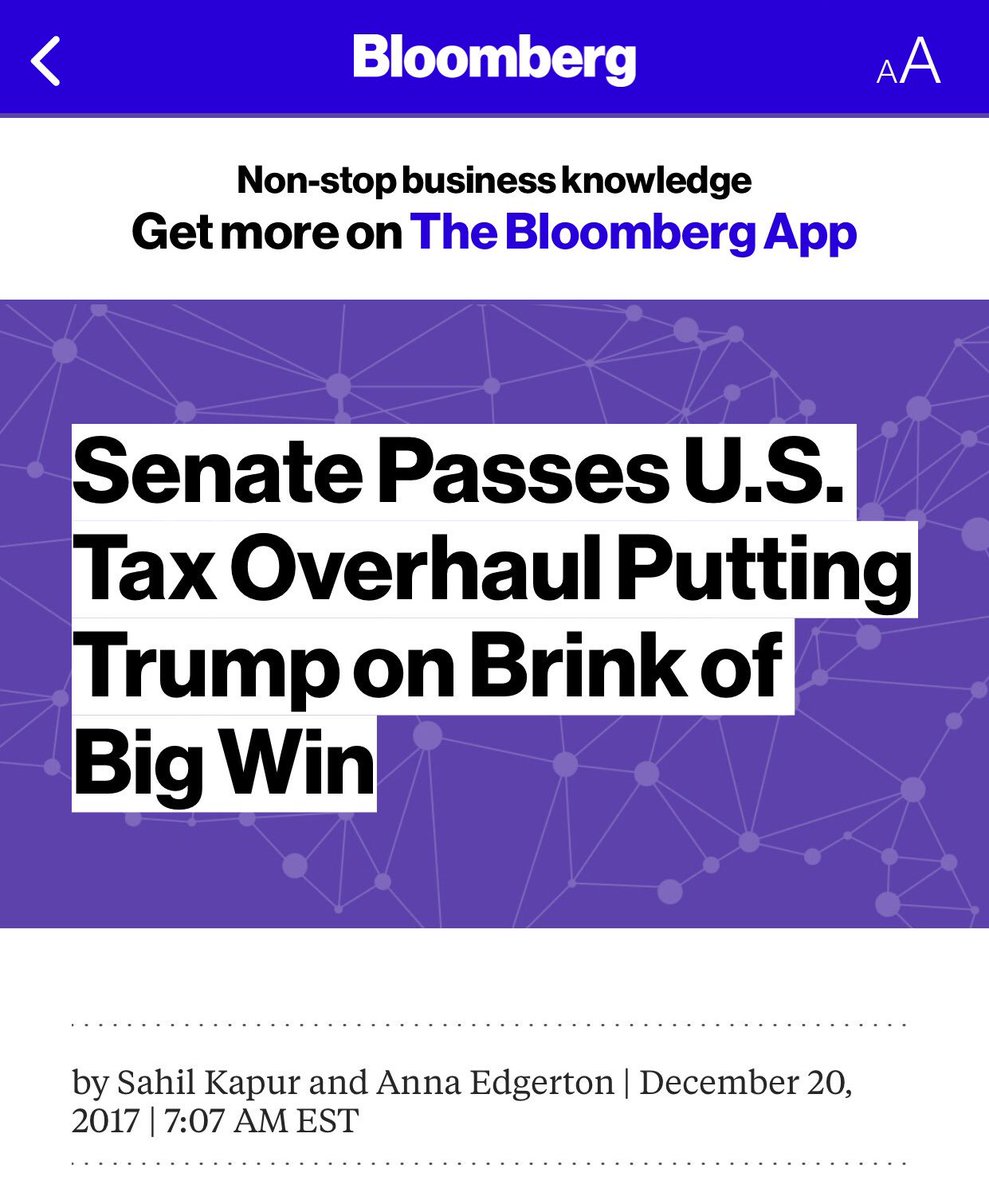 Bloomberg
AA
Non-stop business knowledge
Get more on The Bloomberg App
Senate Passes U.S.
Tax Overhaul Putting
Trump on Brink of
Big Win
by Sahil Kapur and Anna Edgerton | December 20,
2017 | 7:07 AM EST